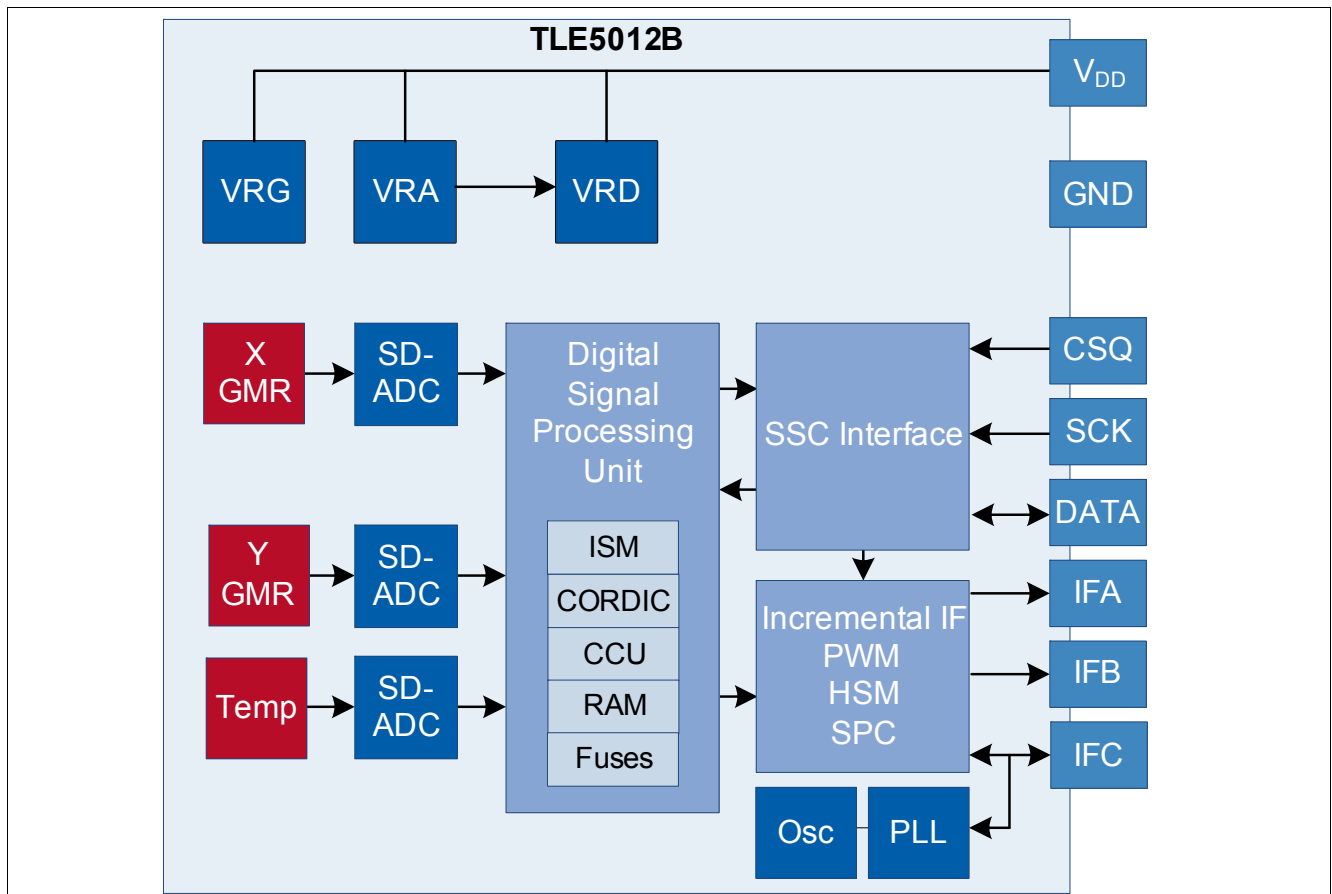 TLE5012B
VDD
VRG
VRA
VRD
GND
X
GMR
SD-
ADC
Digital
Signal
Processing
Unit
SSC Interface
CSQ
SCK
DATA
Y
GMR
SD-
ADC
ISM
CORDIC
CCU
RAM
Fuses
Incremental IF
PWM
HSM
SPC
IFA
IFB
IFC
Temp
SD-
ADC
Osc
PLL